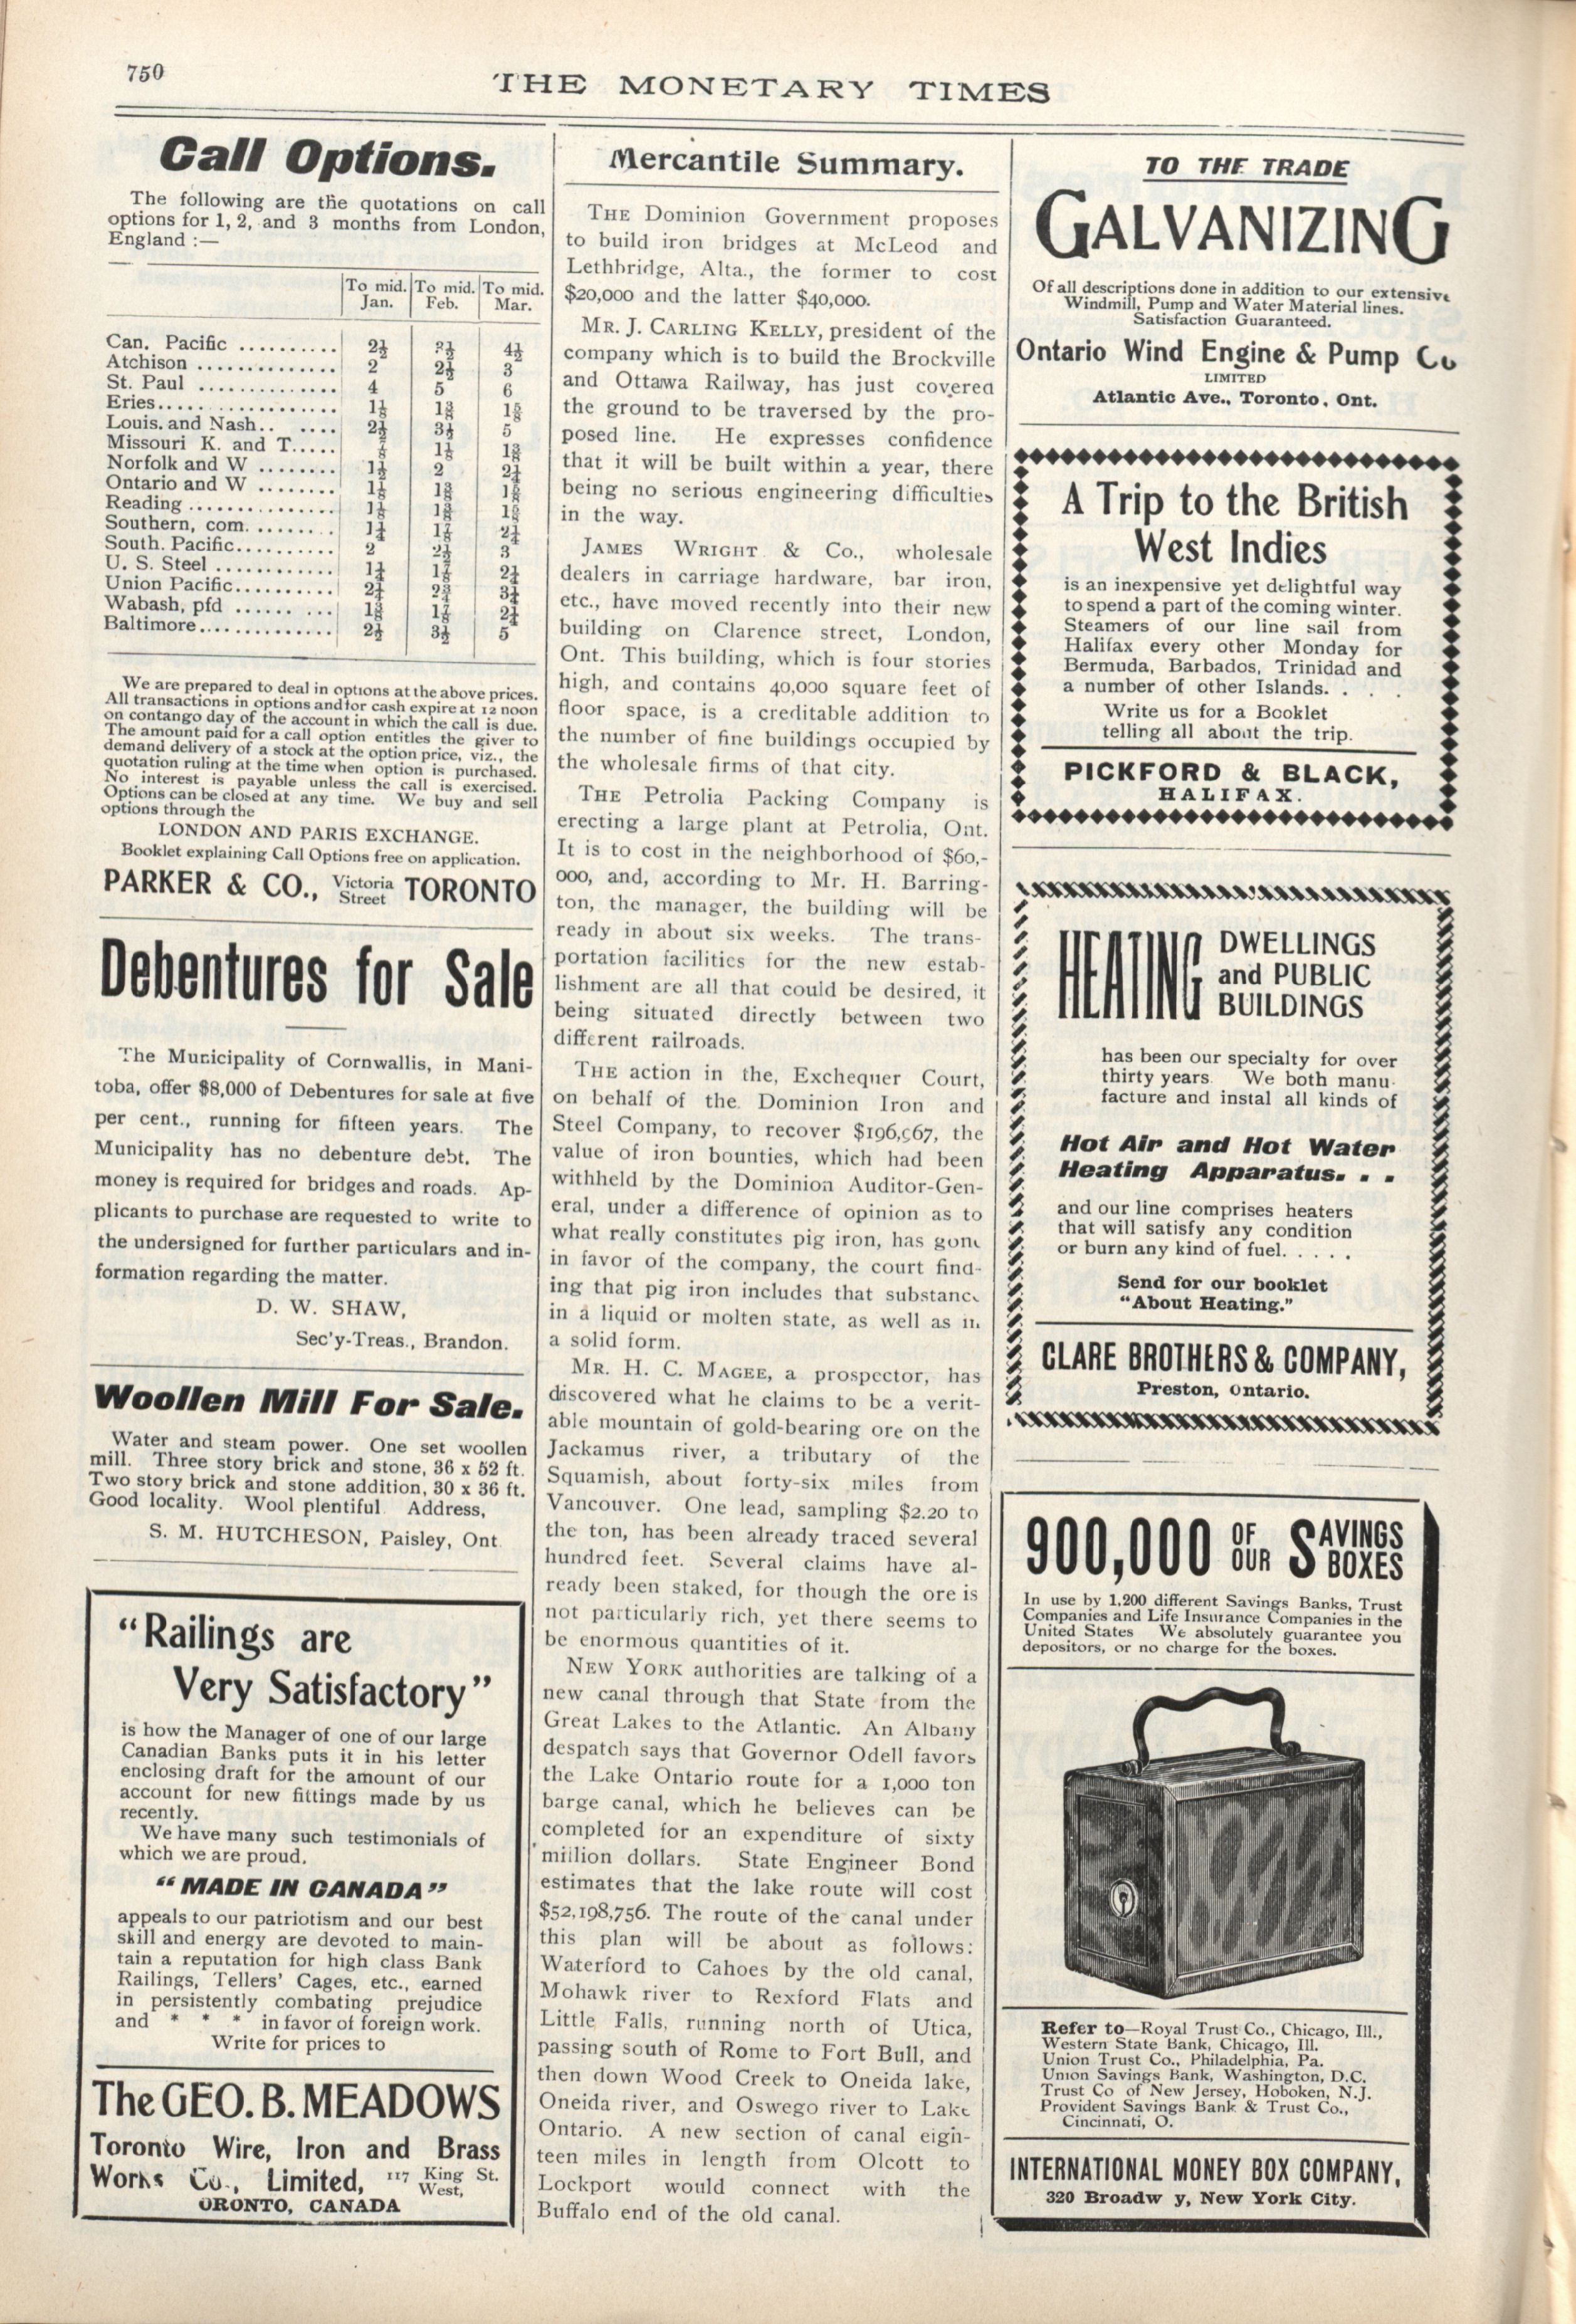 750
THE MONETARY TIMES
Call Options.
The following are the quotations on call
options for 1, 2, and 3 months from London,
England :—
To mid. Jan. To mid. Feb. To mid. Mar.
Can. Pacific .......... 2½ 3½ 4½
Atchison .............. 2 2½ 3
St. Paul .............. 4 5 6
Eries.................. 1⅛ 1⅜ 1⅝
Louis. and Nash.. .... 2½ 3½ 5
Missouri K. and T..... ⅞ 1⅛ 1⅜
Norfolk and W ........ 1½ 2 2¼
Ontario and W ........ 1⅛ 1⅜ 1⅝
Reading ............... 1⅛ 1⅜ 1⅝
Southern, com. ........ 1¼ 1⅞ 2¼
South. Pacific.......... 2 2½ 3
U. S. Steel ............ 1¼ 1⅞ 2¼
Union Pacific.......... 2¼ 2¾ 3¼
Wabash, pfd ...... ... 1⅜ 1⅞ 2¼
Baltimore.............. 2½ 3½ 5
We are prepared to deal in options at the above prices.
All transactions in options and for cash expire at 12 noon
on contango day of the account in which the call is due.
The amount paid for a call option entitles the giver to
demand delivery of a stock at the option price, viz., the
quotation ruling at the time when option is purchased.
No interest is payable unless the call is exercised.
Options can be closed at any time. We buy and sell
options through the
LONDON AND PARIS EXCHANGE.
Booklet explaining Call Options free on application.
PARKER & CO., Victoria Street TORONTO
Debentures for Sale
The Municipality of Cornwallis, in Mani-
toba, offer $8,000 of Debentures for sale at five
per cent., running for fifteen years. The
Municipality has no debenture debt. The
money is required for bridges and roads. Ap-
plicants to purchase are requested to write to
the undersigned for further particulars and in-
formation regarding the matter.
D. W. SHAW,
Sec'y-Treas., Brandon.
Woollen Mill For Sale.
Water and steam power. One set woollen
mill. Three story brick and stone, 36 x 52 ft.
Two story brick and stone addition, 30 x 36 ft.
Good locality. Wool plentiful. Address,
S. M. HUTCHESON, Paisley, Ont.
"Railings are
Very Satisfactory"
is how the Manager of one of our large
Canadian Banks puts it in his letter
enclosing draft for the amount of our
account for new fittings made by us
recently.
We have many such testimonials of
which we are proud.
"MADE IN CANADA"
appeals to our patriotism and our best
skill and energy are devoted to main-
tain a reputation for high class Bank
Railings, Tellers' Cages, etc., earned
in persistently combating prejudice
and * * * in favor of foreign work.
Write for prices to
The GEO. B. MEADOWS
Toronto Wire, Iron and Brass
Works Co., Limited, 117 King St. West,
ORONTO, CANADA
Mercantile Summary.
THE Dominion Government proposes
to build iron bridges at McLeod and
Lethbridge, Alta., the former to cost
$20,000 and the latter $40,000.
MR. J. CARLING KELLY, president of the
company which is to build the Brockville
and Ottawa Railway, has just covered
the ground to be traversed by the pro-
posed line. He expresses confidence
that it will be built within a year, there
being no serious engineering difficulties
in the way.
JAMES WRIGHT & Co., wholesale
dealers in carriage hardware, bar iron,
etc., have moved recently into their new
building on Clarence street, London,
Ont. This building, which is four stories
high, and contains 40,000 square feet of
floor space, is a creditable addition to
the number of fine buildings occupied by
the wholesale firms of that city.
THE Petrolia Packing Company is
erecting a large plant at Petrolia, Ont.
It is to cost in the neighborhood of $60,-
000, and, according to Mr. H. Barring-
ton, the manager, the building will be
ready in about six weeks. The trans-
portation facilities for the new estab-
lishment are all that could be desired, it
being situated directly between two
different railroads.
THE action in the, Exchequer Court,
on behalf of the Dominion Iron and
Steel Company, to recover $196,967, the
value of iron bounties, which had been
withheld by the Dominion Auditor-Gen-
eral, under a difference of opinion as to
what really constitutes pig iron, has gone
in favor of the company, the court find-
ing that pig iron includes that substance
in a liquid or molten state, as well as in
a solid form.
MR. H. C. MAGEE, a prospector, has
discovered what he claims to be a verit-
able mountain of gold-bearing ore on the
Jackamus river, a tributary of the
Squamish, about forty-six miles from
Vancouver. One lead, sampling $2.20 to
the ton, has been already traced several
hundred feet. Several claims have al-
ready been staked, for though the ore is
not particularly rich, yet there seems to
be enormous quantities of it.
NEW YORK authorities are talking of a
new canal through that State from the
Great Lakes to the Atlantic. An Albany
despatch says that Governor Odell favors
the Lake Ontario route for a 1,000 ton
barge canal, which he believes can be
completed for an expenditure of sixty
million dollars. State Engineer Bond
estimates that the lake route will cost
$52,198,756. The route of the canal under
this plan will be about as follows:
Waterford to Cahoes by the old canal,
Mohawk river to Rexford Flats and
Little Falls, running north of Utica,
passing south of Rome to Fort Bull, and
then down Wood Creek to Oneida lake,
Oneida river, and Oswego river to Lake
Ontario. A new section of canal eigh-
teen miles in length from Olcott to
Lockport would connect with the
Buffalo end of the old canal.
TO THE TRADE
GALVANIZING
Of all descriptions done in addition to our extensive
Windmill, Pump and Water Material lines.
Satisfaction Guaranteed.
Ontario Wind Engine & Pump Co
LIMITED
Atlantic Ave., Toronto, Ont.
A Trip to the British
West Indies
is an inexpensive yet delightful way
to spend a part of the coming winter.
Steamers of our line sail from
Halifax every other Monday for
Bermuda, Barbados, Trinidad and
a number of other Islands. . . .
Write us for a Booklet
telling all about the trip.
PICKFORD & BLACK,
HALIFAX.
HEATING DWELLINGS
and PUBLIC
BUILDINGS
has been our specialty for over
thirty years. We both manu-
facture and instal all kinds of
Hot Air and Hot Water
Heating Apparatus. . .
and our line comprises heaters
that will satisfy any condition
or burn any kind of fuel. . . . .
Send for our booklet
"About Heating."
CLARE BROTHERS & COMPANY,
Preston, Ontario.
900,000 OF OUR SAVINGS BOXES
In use by 1,200 different Savings Banks, Trust
Companies and Life Insurance Companies in the
United States We absolutely guarantee you
depositors, or no charge for the boxes.
Refer to—Royal Trust Co., Chicago, Ill.,
Western State Bank, Chicago, Ill.
Union Trust Co., Philadelphia, Pa.
Union Savings Bank, Washington, D.C.
Trust Co of New Jersey, Hoboken, N.J.
Provident Savings Bank & Trust Co.,
Cincinnati, O.
INTERNATIONAL MONEY BOX COMPANY,
320 Broadw y, New York City.